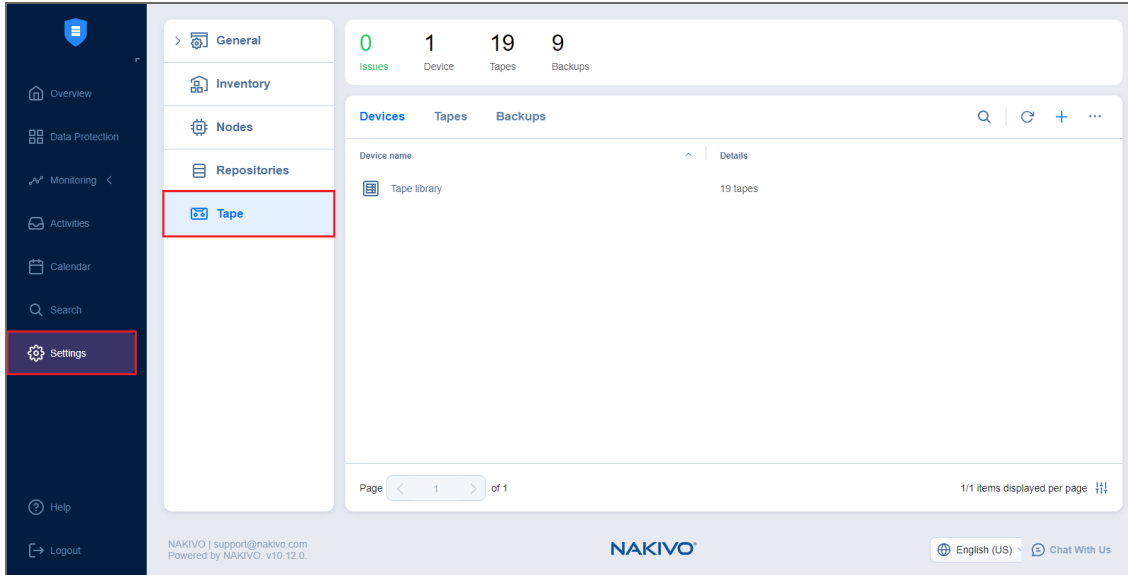 Overview
Data Protection
Monitoring
Activities
Calendar
Search
Settings
Help
Logout
General
Inventory
Nodes
Repositories
Tape
0 1 19 9
Issues Device Tapes Backups
Devices Tapes Backups
Device name Details
Tape library 19 tapes
Page 1 of 1 1/1 items displayed per page
NAKIVO | support@nakivo.com
Powered by NAKIVO. v10.12.0.
NAKIVO®
English (US) Chat With Us